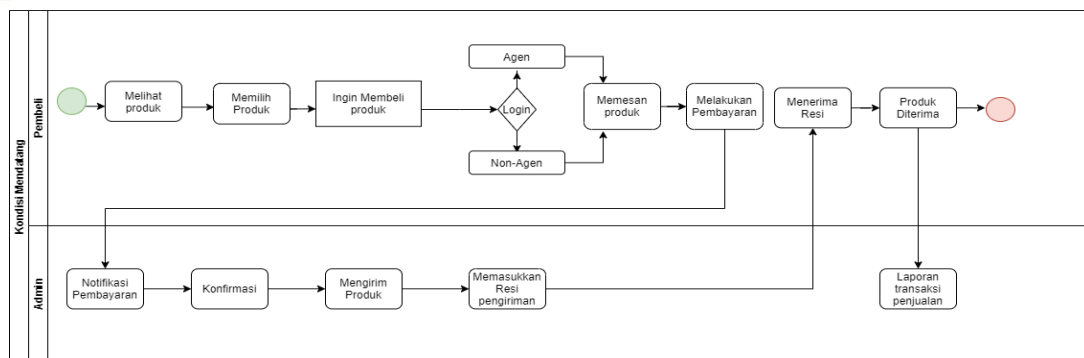 Kondisi Mendatang
Pembeli
Melihat
produk
Memilih
Produk
Ingin Membeli
produk
Login
Agen
Non-Agen
Memesan
produk
Melakukan
Pembayaran
Menerima
Resi
Produk
Diterima
Admin
Notifikasi
Pembayaran
Konfirmasi
Mengirim
Produk
Memasukkan
Resi
pengiriman
Laporan
transaksi
penjualan